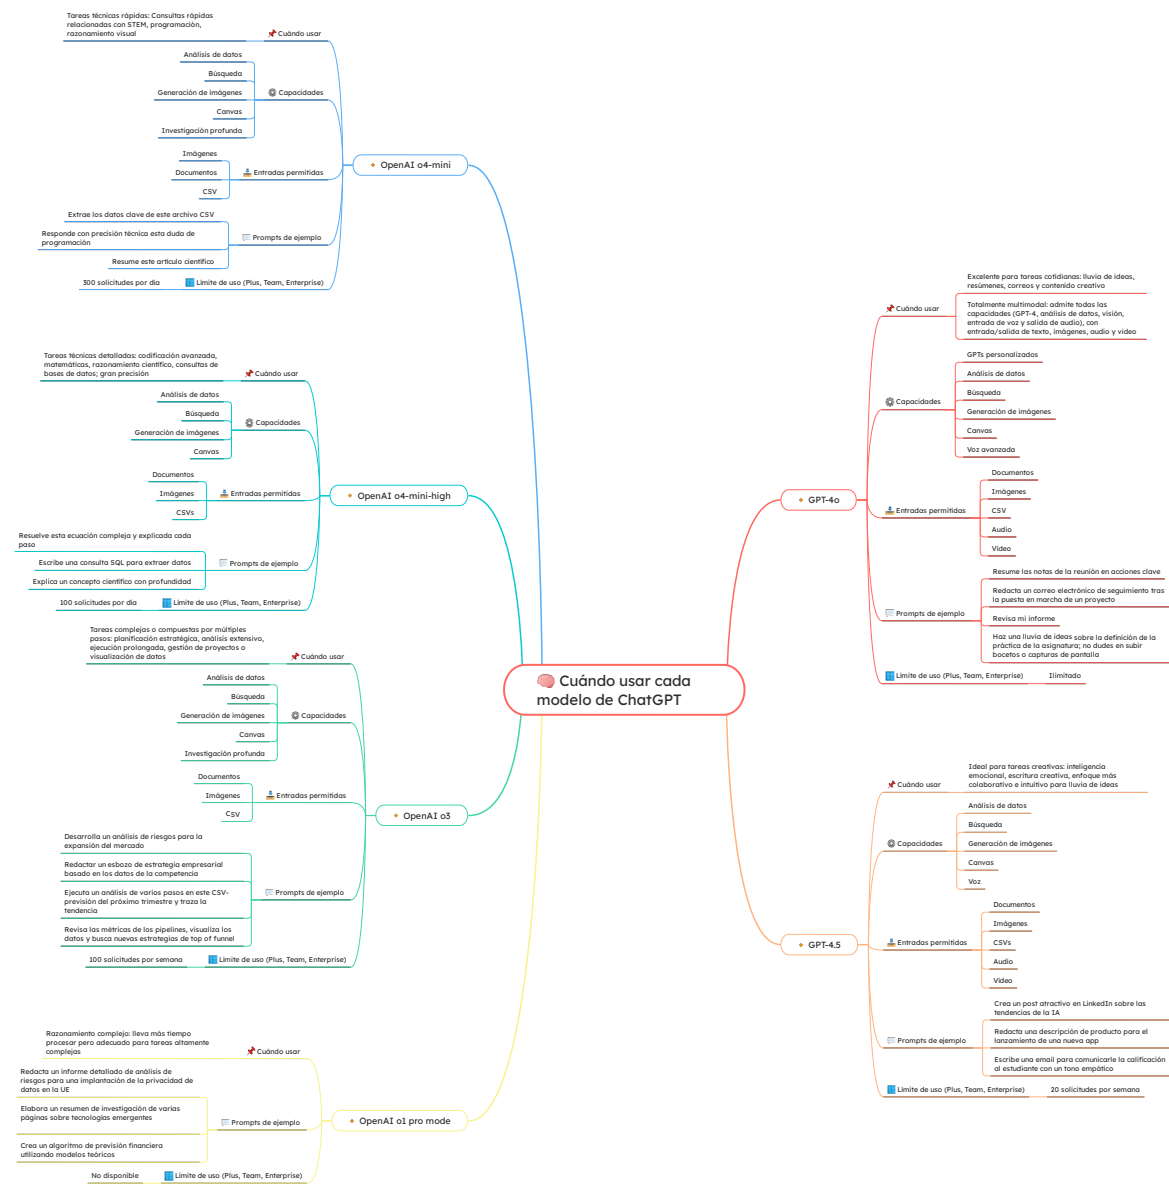 🧠 Cuándo usar cada
modelo de ChatGPT
OpenAI o4-mini
📌 Cuándo usar
Tareas técnicas rápidas: Consultas rápidas
relacionadas con STEM, programación,
razonamiento visual
⚙️ Capacidades
Análisis de datos
Búsqueda
Generación de imágenes
Canvas
Investigación profunda
📥 Entradas permitidas
Imágenes
Documentos
CSV
Prompts de ejemplo
Extrae los datos clave de este archivo CSV
Responde con precisión técnica esta duda de
programación
Resume este artículo científico
Límite de uso (Plus, Team, Enterprise)
300 solicitudes por día
OpenAI o4-mini-high
📌 Cuándo usar
Tareas técnicas detalladas: codificación avanzada,
matemáticas, razonamiento científico, consultas de
bases de datos; gran precisión
⚙️ Capacidades
Análisis de datos
Búsqueda
Generación de imágenes
Canvas
📥 Entradas permitidas
Documentos
Imágenes
CSVs
Prompts de ejemplo
Resuelve esta ecuación compleja y explicada cada
paso
Escribe una consulta SQL para extraer datos
Explica un concepto científico con profundidad
Límite de uso (Plus, Team, Enterprise)
100 solicitudes por día
OpenAI o3
📌 Cuándo usar
Tareas complejas o compuestas por múltiples
pasos: planificación estratégica, análisis extensivo,
ejecución prolongada, gestión de proyectos o
visualización de datos
⚙️ Capacidades
Análisis de datos
Búsqueda
Generación de imágenes
Canvas
Investigación profunda
📥 Entradas permitidas
Documentos
Imágenes
CSV
Prompts de ejemplo
Desarrolla un análisis de riesgos para la
expansión del mercado
Redactar un esbozo de estrategia empresarial
basado en los datos de la competencia
Ejecuta un análisis de varios pasos en este CSV-
previsión del próximo trimestre y traza la
tendencia
Revisa las métricas de los pipelines, visualiza los
datos y busca nuevas estrategias de top of funnel
Límite de uso (Plus, Team, Enterprise)
100 solicitudes por semana
OpenAI o1 pro mode
📌 Cuándo usar
Razonamiento complejo: lleva más tiempo
procesar pero adecuado para tareas altamente
complejas
Prompts de ejemplo
Redacta un informe detallado de análisis de
riesgos para una implantación de la privacidad de
datos en la UE
Elabora un resumen de investigación de varias
páginas sobre tecnologías emergentes
Crea un algoritmo de previsión financiera
utilizando modelos teóricos
Límite de uso (Plus, Team, Enterprise)
No disponible
GPT-4o
📌 Cuándo usar
Excelente para tareas cotidianas: lluvia de ideas,
resúmenes, correos y contenido creativo
Totalmente multimodal: admite todas las
capacidades (GPT-4, análisis de datos, visión,
entrada de voz y salida de audio), con
entrada/salida de texto, imágenes, audio y video
⚙️ Capacidades
GPTs personalizados
Análisis de datos
Búsqueda
Generación de imágenes
Canvas
Voz avanzada
📥 Entradas permitidas
Documentos
Imágenes
CSV
Audio
Vídeo
Prompts de ejemplo
Resume las notas de la reunión en acciones clave
Redacta un correo electrónico de seguimiento tras
la puesta en marcha de un proyecto
Revisa mi informe
Haz una lluvia de ideas sobre la definición de la
práctica de la asignatura; no dudes en subir
bocetos o capturas de pantalla
Límite de uso (Plus, Team, Enterprise)
Ilimitado
GPT-4.5
📌 Cuándo usar
Ideal para tareas creativas: inteligencia
emocional, escritura creativa, enfoque más
colaborativo e intuitivo para lluvia de ideas
⚙️ Capacidades
Análisis de datos
Búsqueda
Generación de imágenes
Canvas
Voz
📥 Entradas permitidas
Documentos
Imágenes
CSVs
Audio
Vídeo
Prompts de ejemplo
Crea un post atractivo en LinkedIn sobre las
tendencias de la IA
Redacta una descripción de producto para el
lanzamiento de una nueva app
Escribe una email para comunicarle la calificación
al estudiante con un tono empático
Límite de uso (Plus, Team, Enterprise)
20 solicitudes por semana